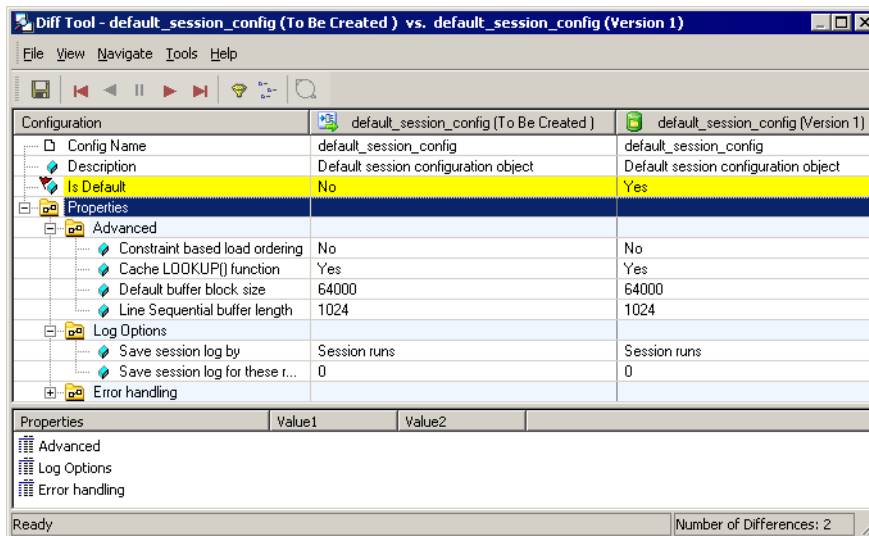 Diff Tool - default_session_config (To Be Created ) vs. default_session_config (Version 1)
File View Navigate Tools Help
Configuration default_session_config (To Be Created ) default_session_config (Version 1)
Config Name default_session_config default_session_config
Description Default session configuration object Default session configuration object
Is Default No Yes
Properties
Advanced
Constraint based load ordering No No
Cache LOOKUP() function Yes Yes
Default buffer block size 64000 64000
Line Sequential buffer length 1024 1024
Log Options
Save session log by Session runs Session runs
Save session log for these r... 0 0
Error handling
Properties Value1 Value2
Advanced
Log Options
Error handling
Ready Number of Differences: 2